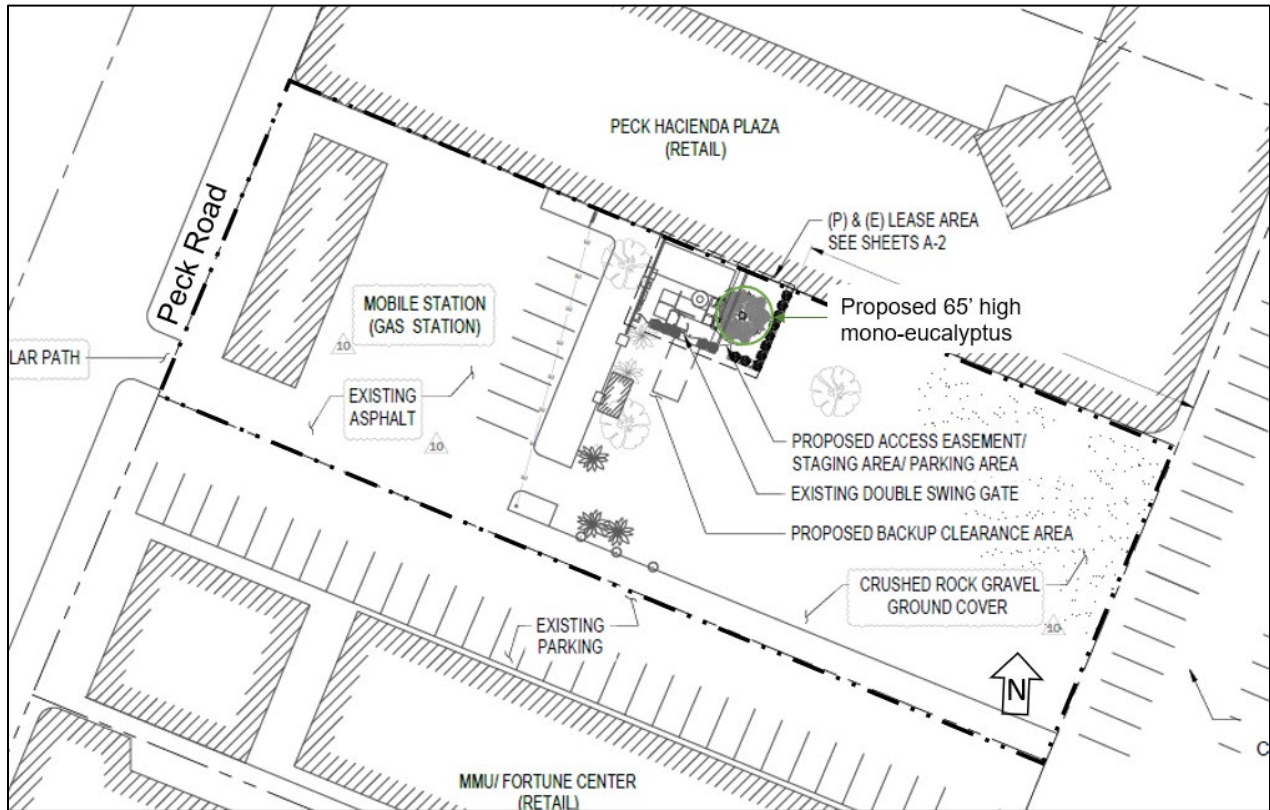 PECK HACIENDA PLAZA
(RETAIL)
(P) & (E) LEASE AREA
SEE SHEETS A-2
Peck Road
MOBILE STATION
(GAS STATION)
10
Proposed 65’ high
mono-eucalyptus
LAR PATH
EXISTING
ASPHALT
10
PROPOSED ACCESS EASEMENT/
STAGING AREA/ PARKING AREA
EXISTING DOUBLE SWING GATE
PROPOSED BACKUP CLEARANCE AREA
CRUSHED ROCK GRAVEL
GROUND COVER
10
EXISTING
PARKING
N
C
MMU/ FORTUNE CENTER
(RETAIL)